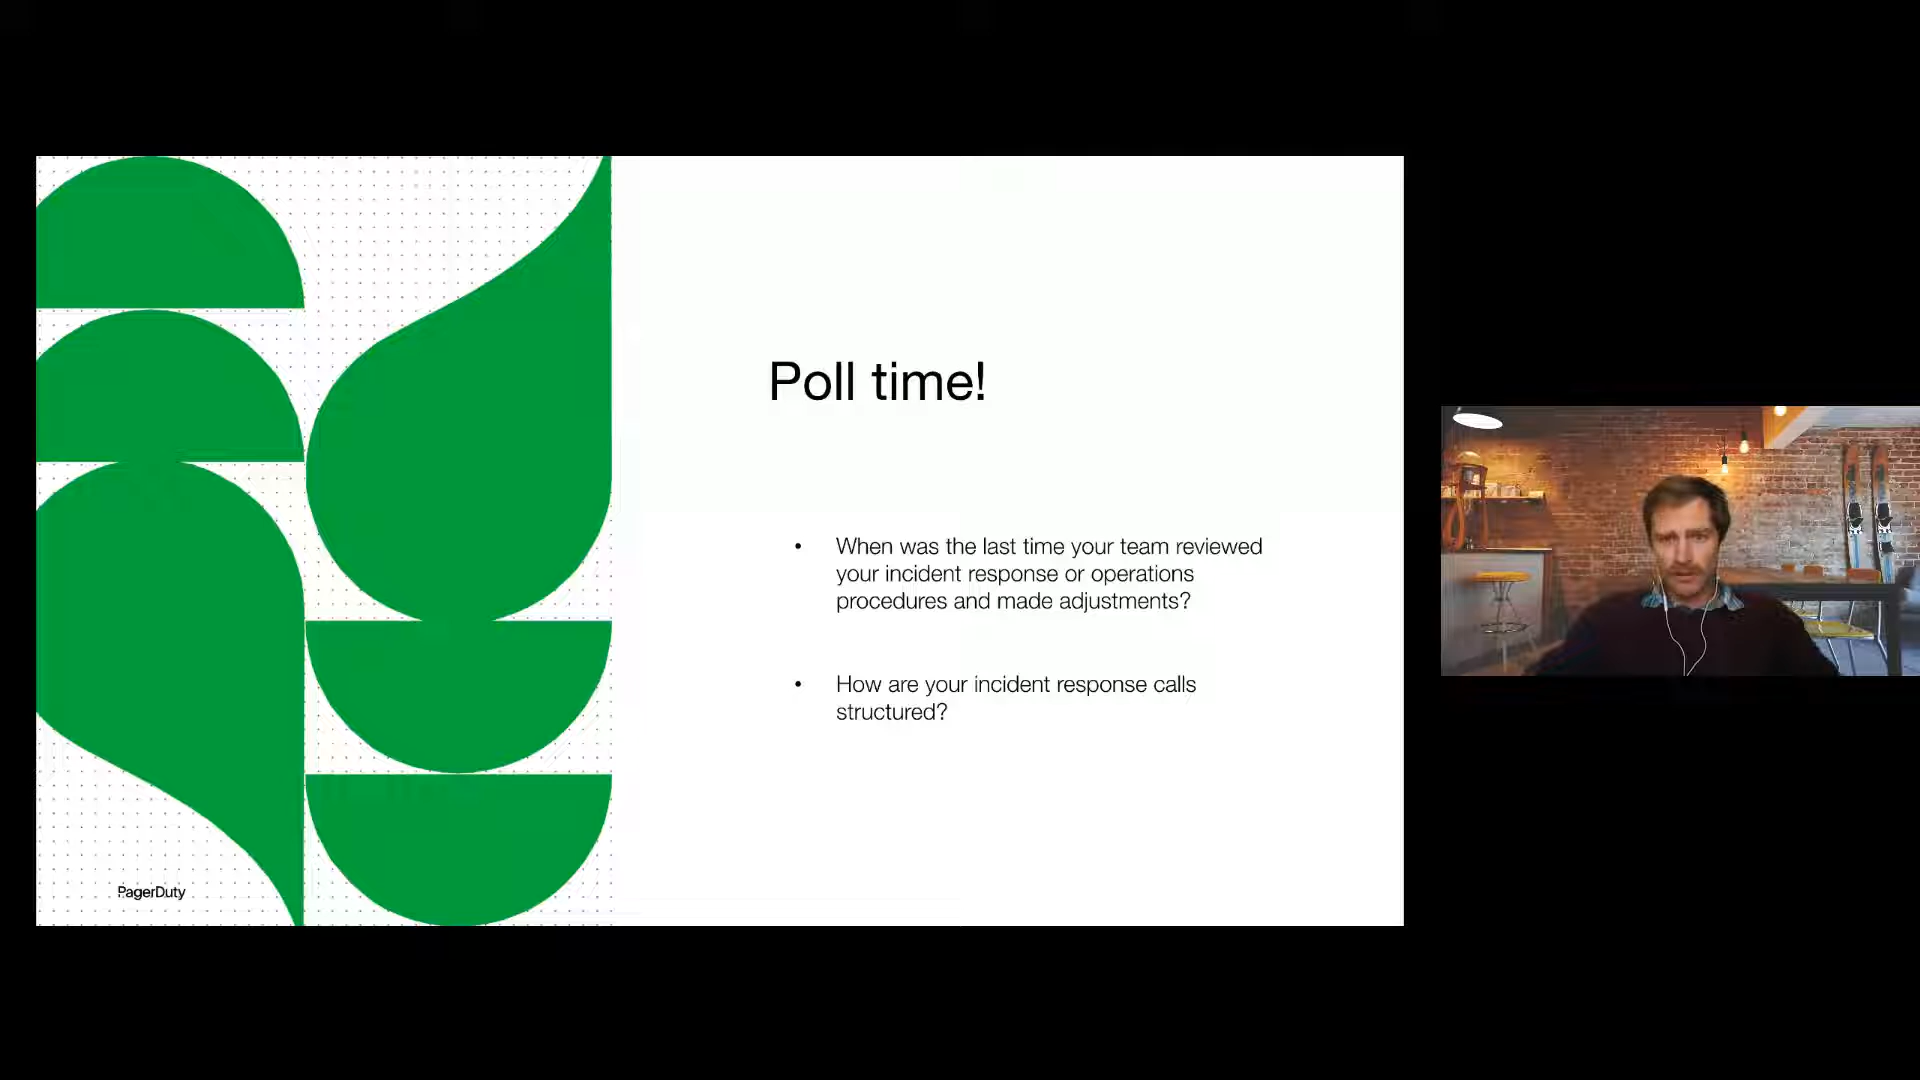 Poll time!
• When was the last time your team reviewed
your incident response or operations
procedures and made adjustments?
• How are your incident response calls
structured?
PagerDuty